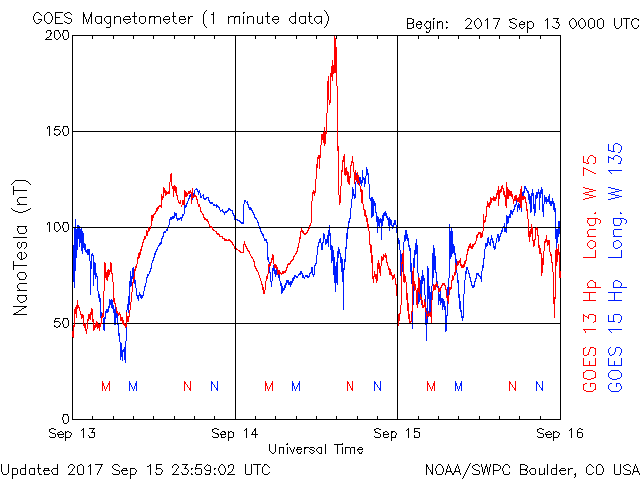 GOES Magnetometer (1 minute data)
Begin: 2017 Sep 13 0000 UTC
200
150
100
50
0
NanoTesla (nT)
M M N N M M N N M M N N
Sep 13 Sep 14 Sep 15 Sep 16
Universal Time
GOES 13 Hp Long. W 75
GOES 15 Hp Long. W 135
Updated 2017 Sep 15 23:59:02 UTC
NOAA/SWPC Boulder, CO USA